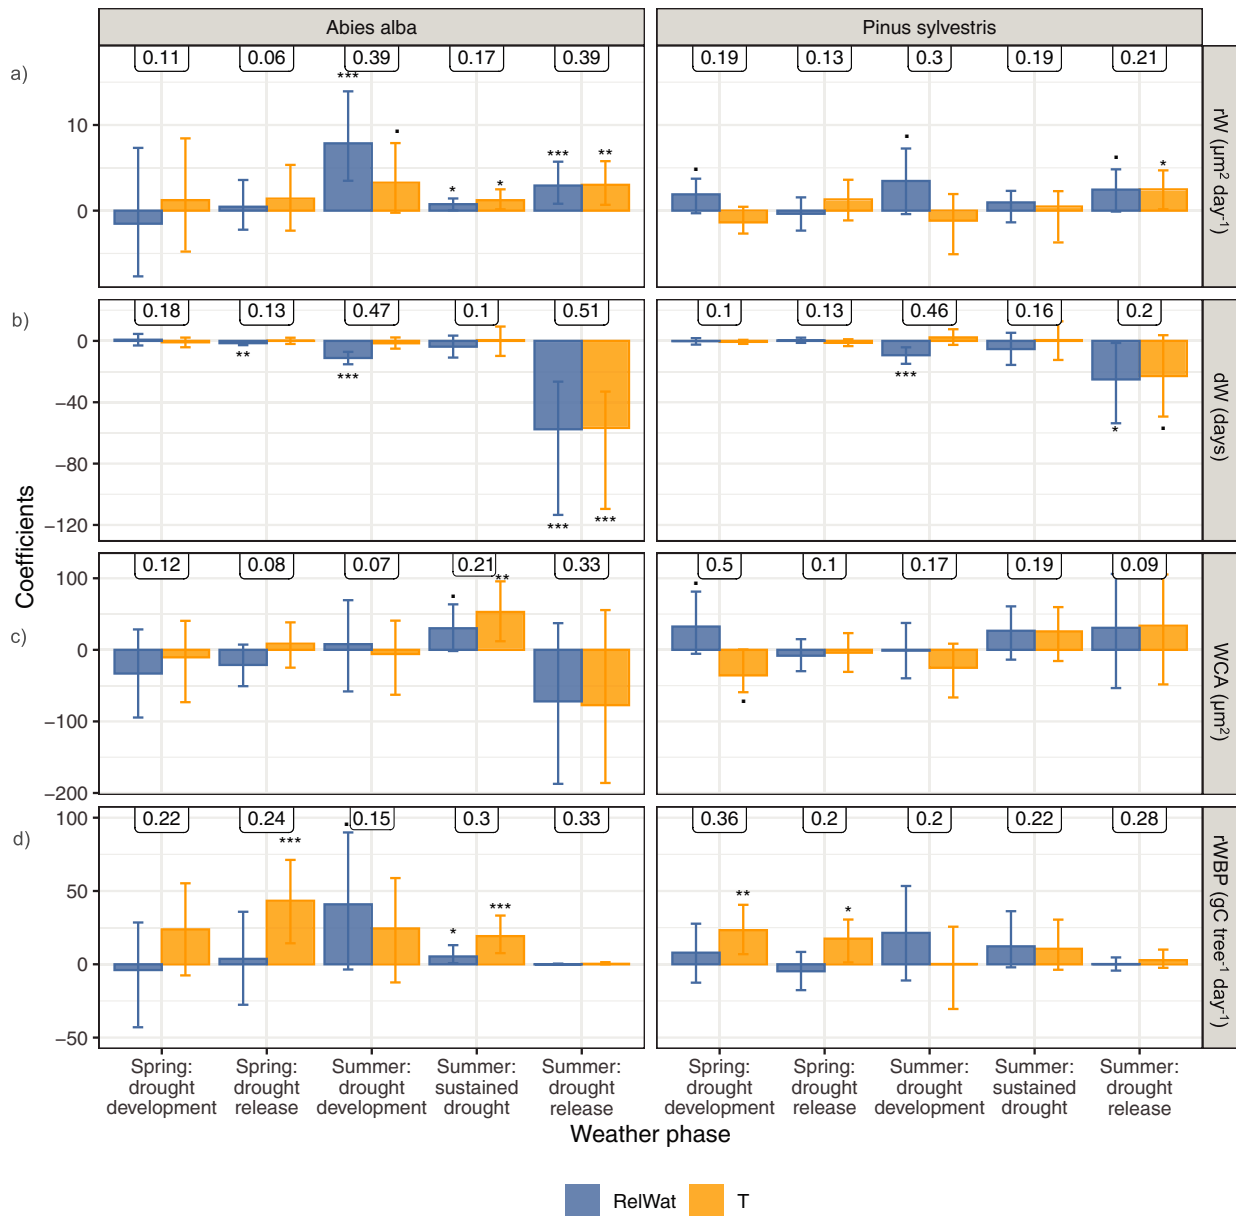 Abies alba
Pinus sylvestris
a)
0.11 0.06 0.39 0.17 0.39
0.19 0.13 0.3 0.19 0.21
***
.
*
*
***
**
.
.
.
*
10
0
rW (µm² day⁻¹)
b)
0.18 0.13 0.47 0.1 0.51
0.1 0.13 0.46 0.16 0.2
**
***
***
***
***
*
.
0
−40
−80
−120
dW (days)
Coefficients
c)
0.12 0.08 0.07 0.21 0.33
0.5 0.1 0.17 0.19 0.09
.
**
.
.
100
0
−100
−200
WCA (µm²)
d)
0.22 0.24 0.15 0.3 0.33
0.36 0.2 0.2 0.22 0.28
***
.
*
***
**
*
100
50
0
−50
rWBP (gC tree⁻¹ day⁻¹)
Spring: Spring: Summer: Summer: Summer:
drought drought drought sustained drought
development release development drought release
Spring: Spring: Summer: Summer: Summer:
drought drought drought sustained drought
development release development drought release
Weather phase
RelWat T